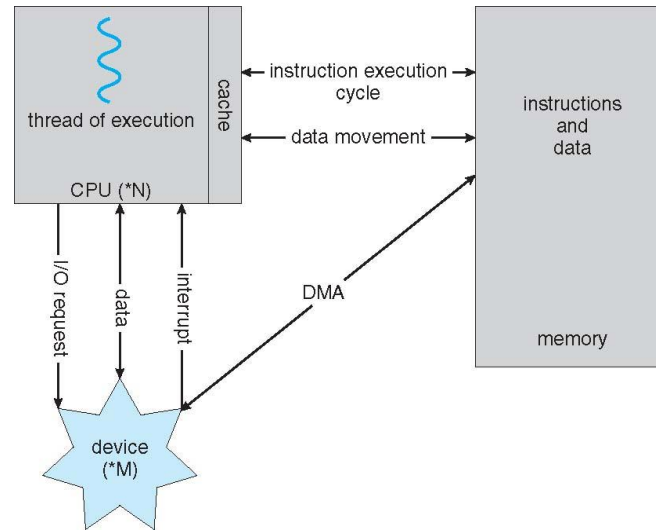 thread of execution
cache
CPU (*N)
instruction execution
cycle
data movement
instructions
and
data
memory
I/O request
data
interrupt
DMA
device
(*M)